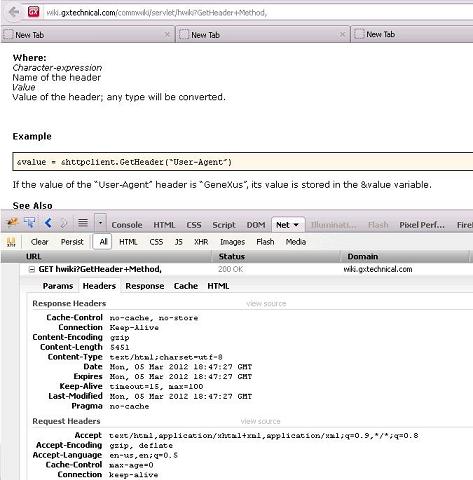 wiki.gxtechnical.com/commwiki/servlet/hwiki?GetHeader+Method,
New Tab New Tab New Tab
Where:
Character-expression
Name of the header
Value
Value of the header; any type will be converted.
Example
&value = &httpclient.GetHeader("User-Agent")
If the value of the "User-Agent" header is "GeneXus", its value is stored in the &value variable.
See Also
Console HTML CSS Script DOM Net Illuminati... Flash Pixel Perf... Firef
Clear Persist All HTML CSS JS XHR Images Flash Media
URL Status Domain
GET hwiki?GetHeader+Method, 200 OK wiki.gxtechnical.com
Params Headers Response Cache HTML
Response Headers view source
Cache-Control no-cache, no-store
Connection Keep-Alive
Content-Encoding gzip
Content-Length 5451
Content-Type text/html;charset=utf-8
Date Mon, 05 Mar 2012 18:47:27 GMT
Expires Mon, 05 Mar 2012 18:47:27 GMT
Keep-Alive timeout=15, max=100
Last-Modified Mon, 05 Mar 2012 18:47:27 GMT
Pragma no-cache
Request Headers view source
Accept text/html,application/xhtml+xml,application/xml;q=0.9,*/*;q=0.8
Accept-Encoding gzip, deflate
Accept-Language en-us,en;q=0.5
Cache-Control max-age=0
Connection keep-alive